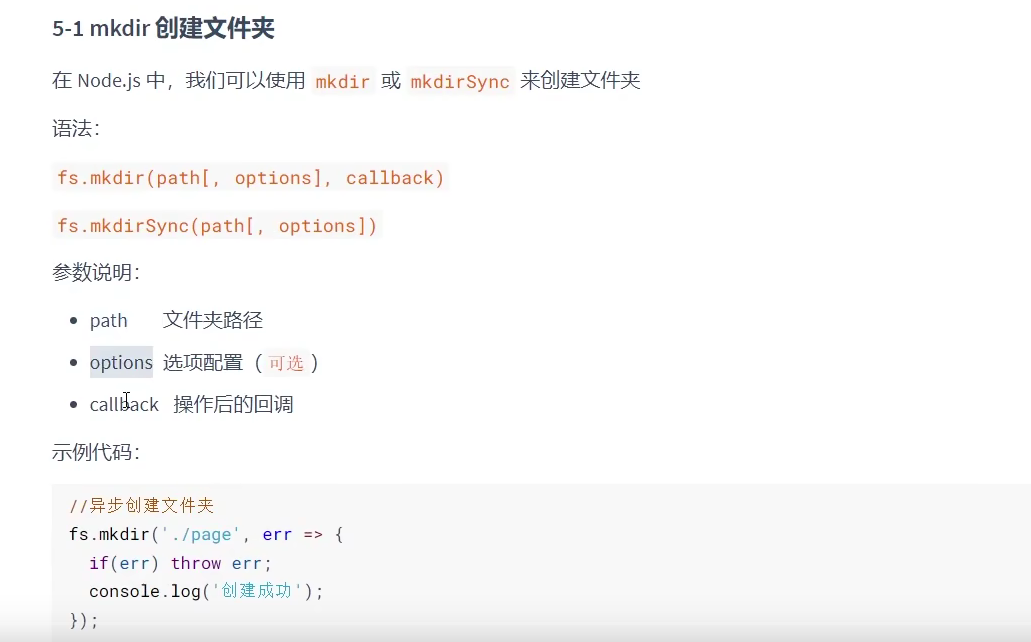 5-1 mkdir 创建文件夹
在 Node.js 中，我们可以使用 mkdir 或 mkdirSync 来创建文件夹
语法：
fs.mkdir(path[, options], callback)
fs.mkdirSync(path[, options])
参数说明：
path 文件夹路径
options 选项配置（可选）
callback 操作后的回调
示例代码：
//异步创建文件夹
fs.mkdir('./page', err => {
if(err) throw err;
console.log('创建成功');
});